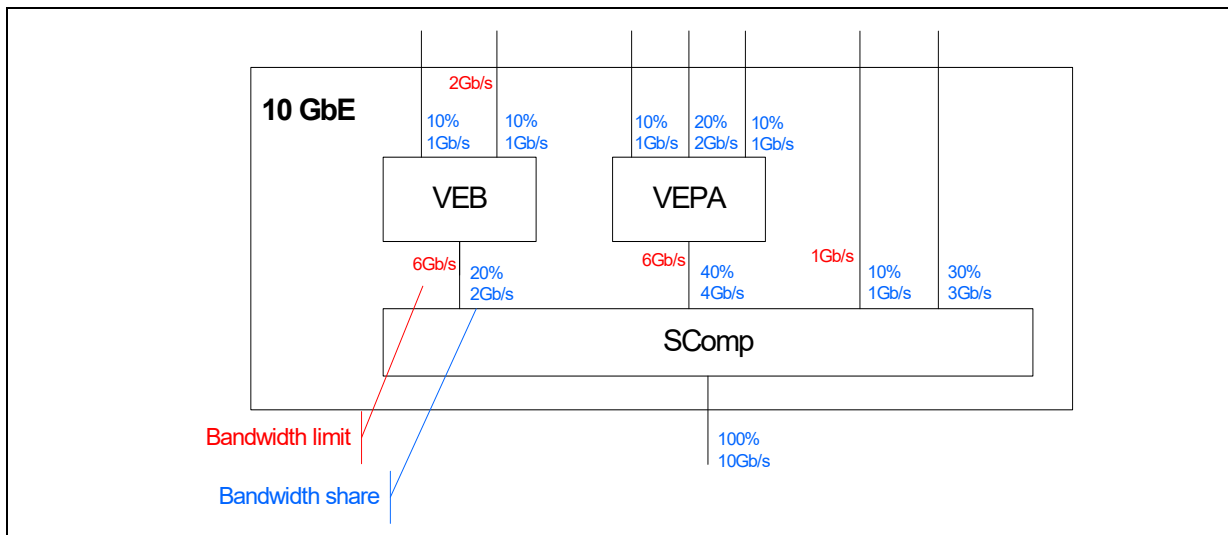 2Gb/s
10 GbE
10%
1Gb/s
10%
1Gb/s
10%
1Gb/s
20%
2Gb/s
10%
1Gb/s
VEB
VEPA
6Gb/s
20%
2Gb/s
6Gb/s
40%
4Gb/s
1Gb/s
10%
1Gb/s
30%
3Gb/s
SComp
Bandwidth limit
100%
10Gb/s
Bandwidth share